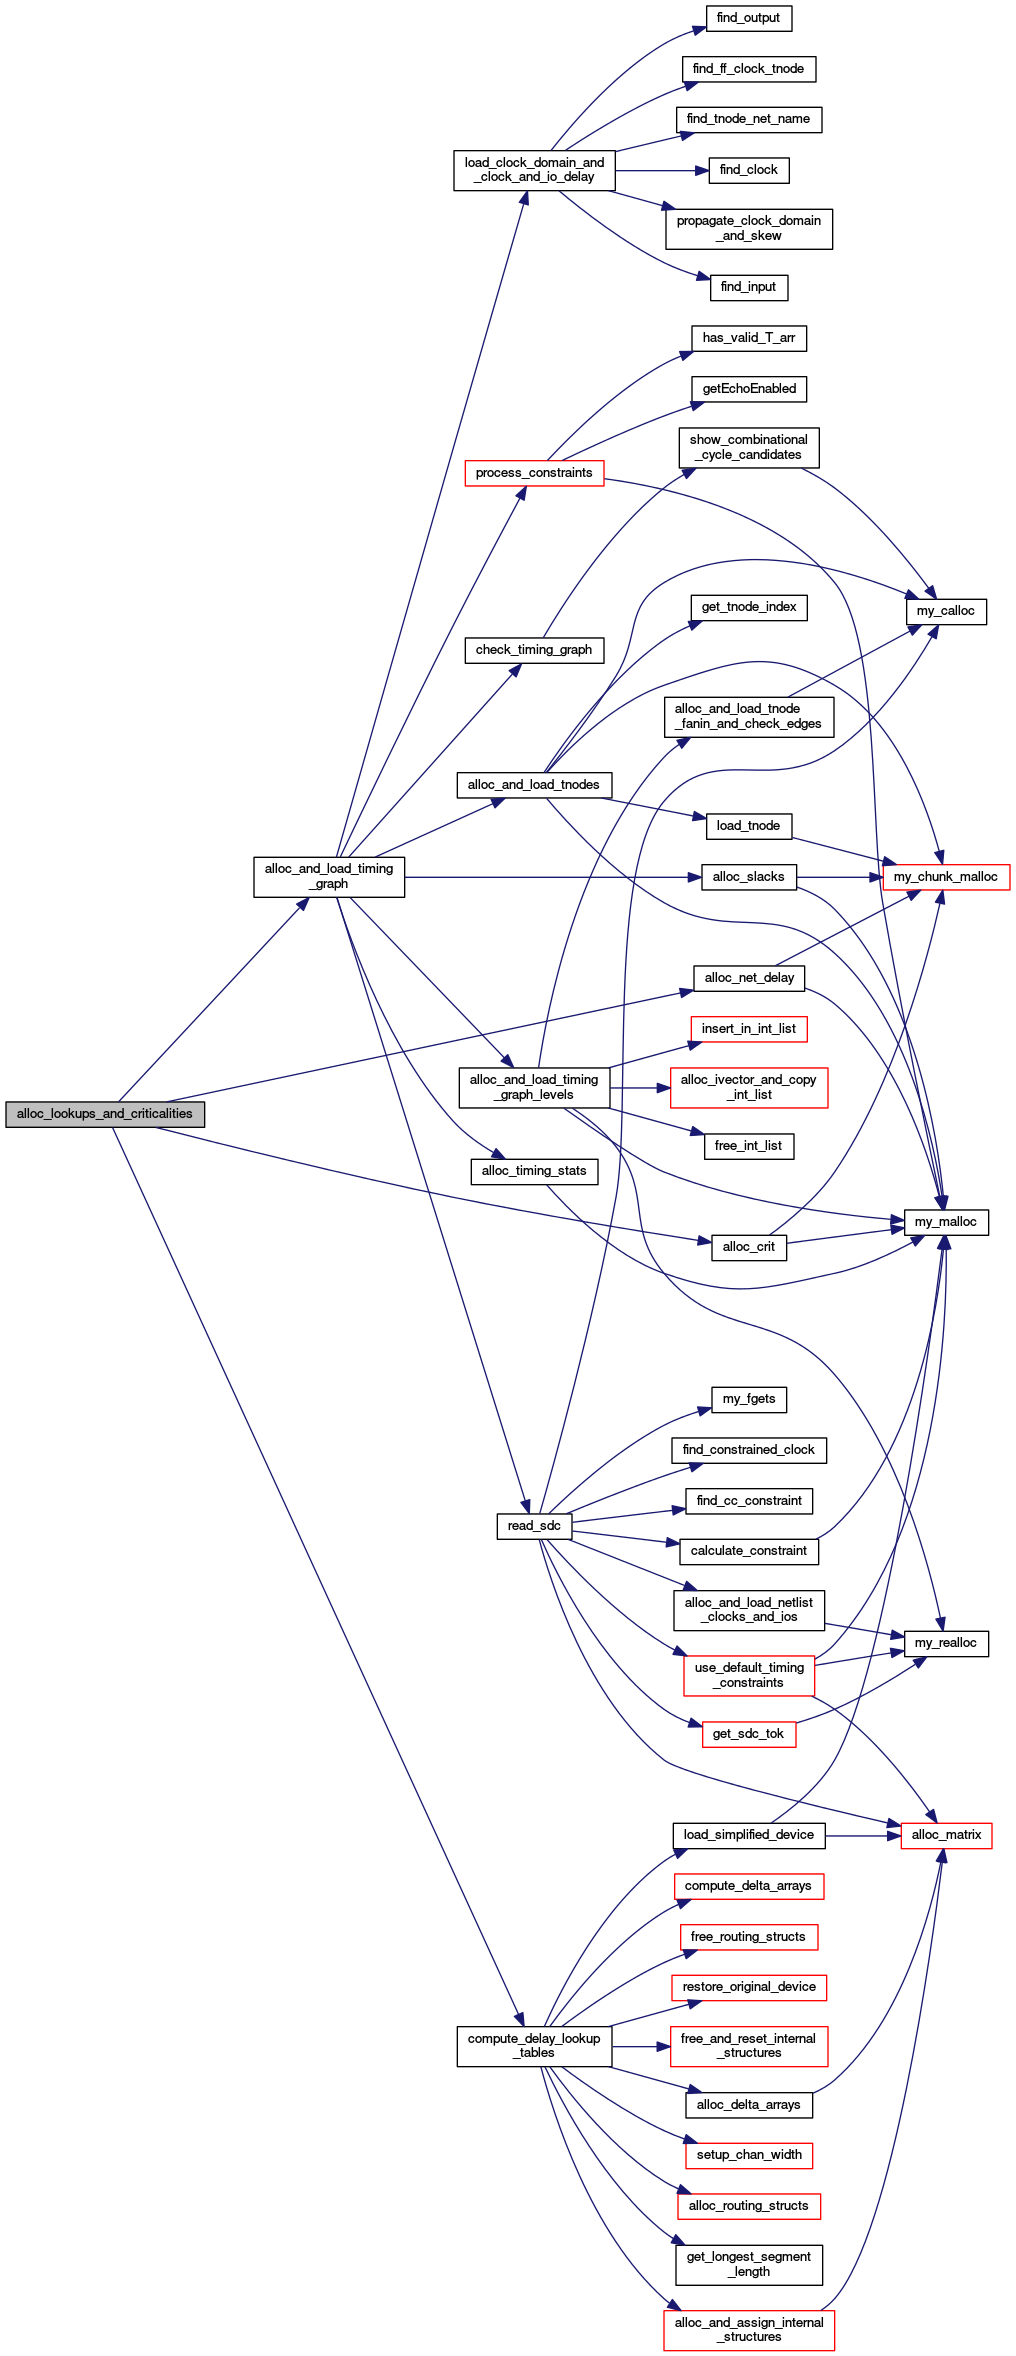 find_output
find_ff_clock_tnode
find_tnode_net_name
load_clock_domain_and
_clock_and_io_delay
find_clock
propagate_clock_domain
_and_skew
find_input
has_valid_T_arr
getEchoEnabled
show_combinational
_cycle_candidates
process_constraints
my_calloc
get_tnode_index
check_timing_graph
alloc_and_load_tnode
_fanin_and_check_edges
alloc_and_load_tnodes
load_tnode
alloc_and_load_timing
_graph
alloc_slacks
my_chunk_malloc
alloc_net_delay
insert_in_int_list
alloc_and_load_timing
_graph_levels
alloc_ivector_and_copy
_int_list
alloc_lookups_and_criticalities
free_int_list
alloc_timing_stats
my_malloc
alloc_crit
my_fgets
find_constrained_clock
find_cc_constraint
read_sdc
calculate_constraint
alloc_and_load_netlist
_clocks_and_ios
my_realloc
use_default_timing
_constraints
get_sdc_tok
load_simplified_device
alloc_matrix
compute_delta_arrays
free_routing_structs
restore_original_device
compute_delay_lookup
_tables
free_and_reset_internal
_structures
alloc_delta_arrays
setup_chan_width
alloc_routing_structs
get_longest_segment
_length
alloc_and_assign_internal
_structures